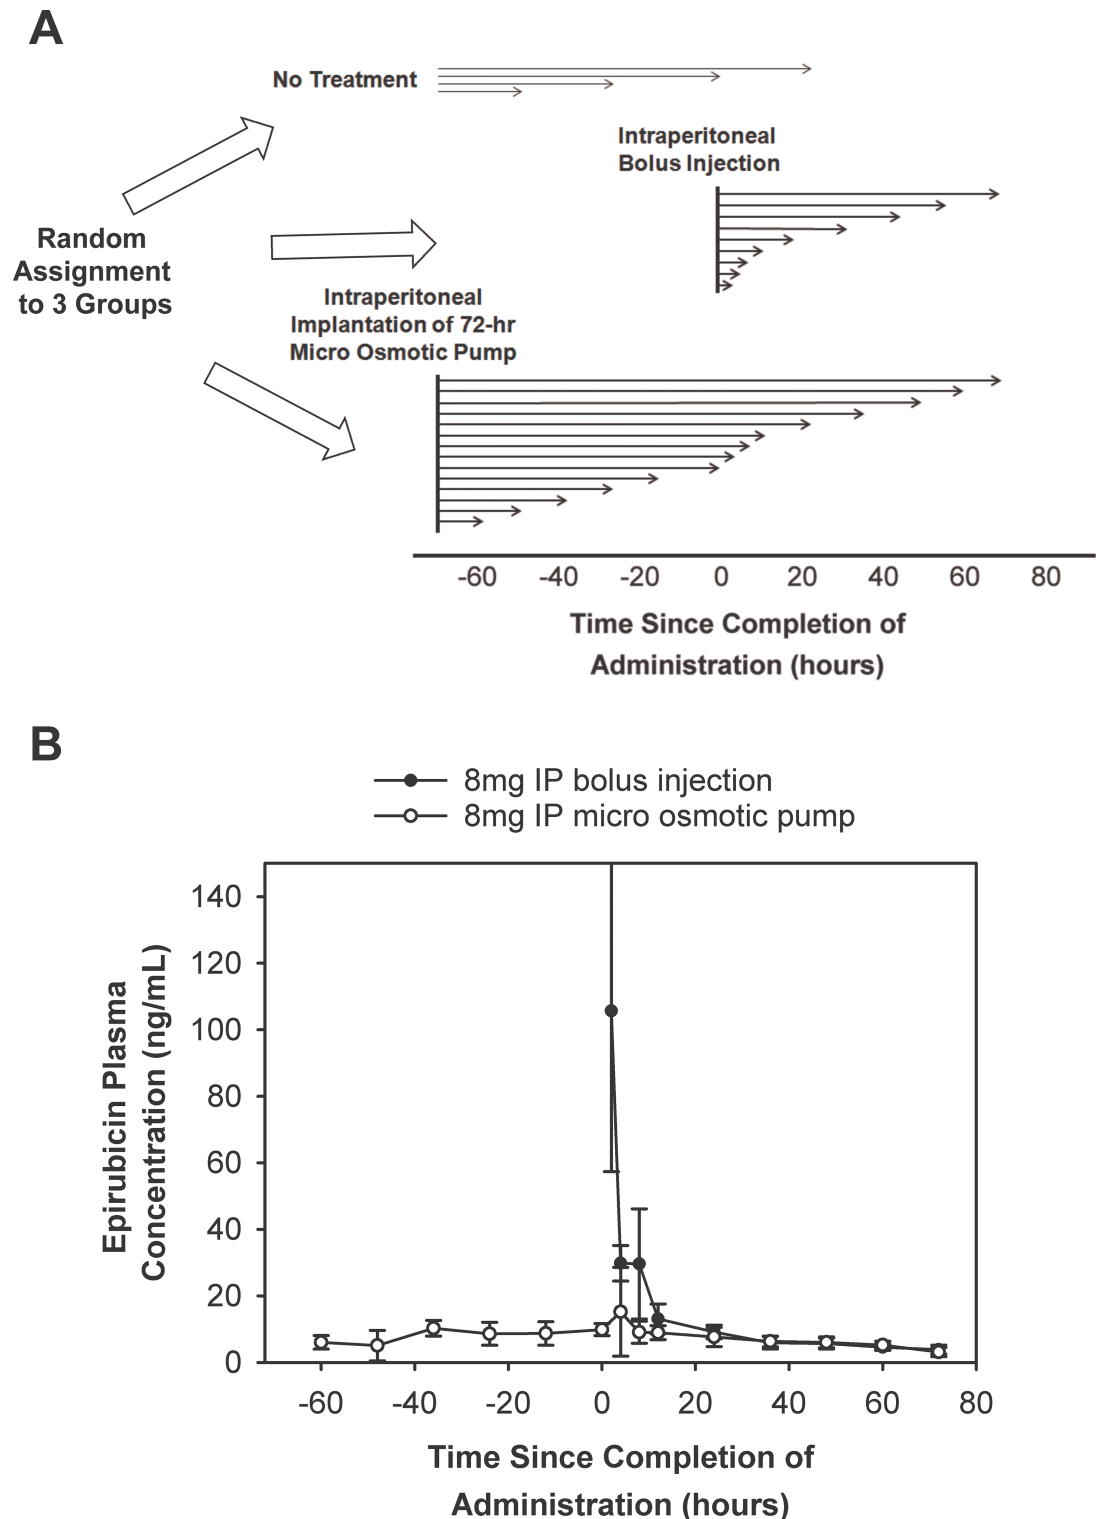 A
No Treatment
Intraperitoneal
Bolus Injection
Random
Assignment
to 3 Groups
Intraperitoneal
Implantation of 72-hr
Micro Osmotic Pump
-60 -40 -20 0 20 40 60 80
Time Since Completion of
Administration (hours)
B
8mg IP bolus injection
8mg IP micro osmotic pump
Epirubicin Plasma
Concentration (ng/mL)
140
120
100
80
60
40
20
0
-60 -40 -20 0 20 40 60 80
Time Since Completion of
Administration (hours)